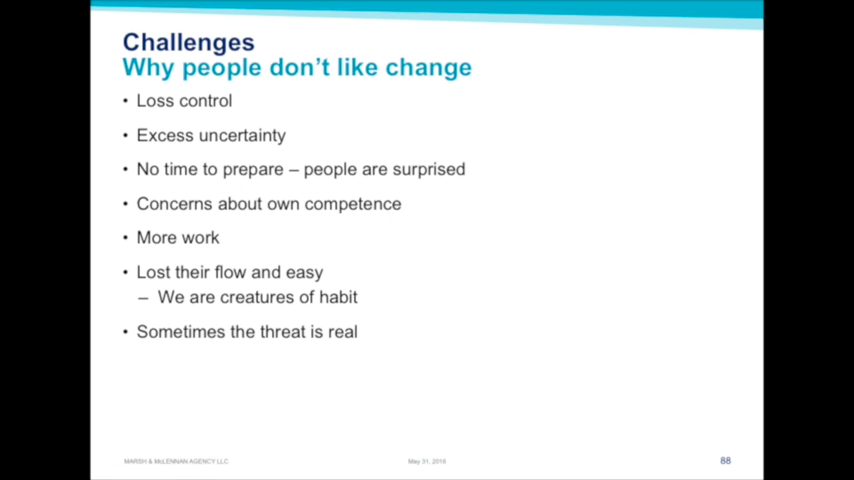 Challenges
Why people don't like change
• Loss control
• Excess uncertainty
• No time to prepare – people are surprised
• Concerns about own competence
• More work
• Lost their flow and easy
– We are creatures of habit
• Sometimes the threat is real
MARSH & McLENNAN AGENCY LLC
May 31, 2016
88